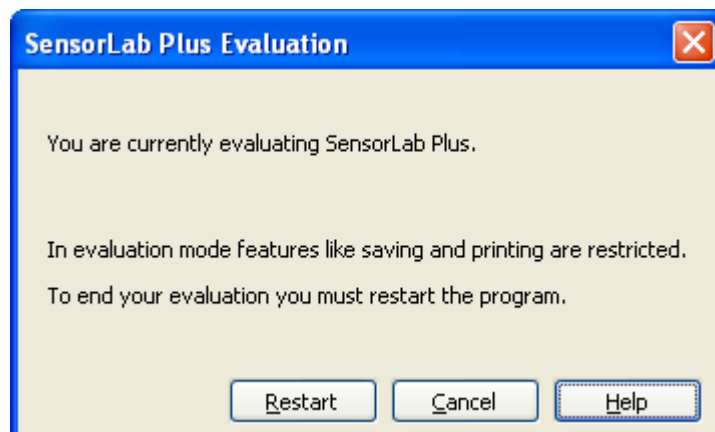 SensorLab Plus Evaluation
You are currently evaluating SensorLab Plus.
In evaluation mode features like saving and printing are restricted.
To end your evaluation you must restart the program.
Restart Cancel Help